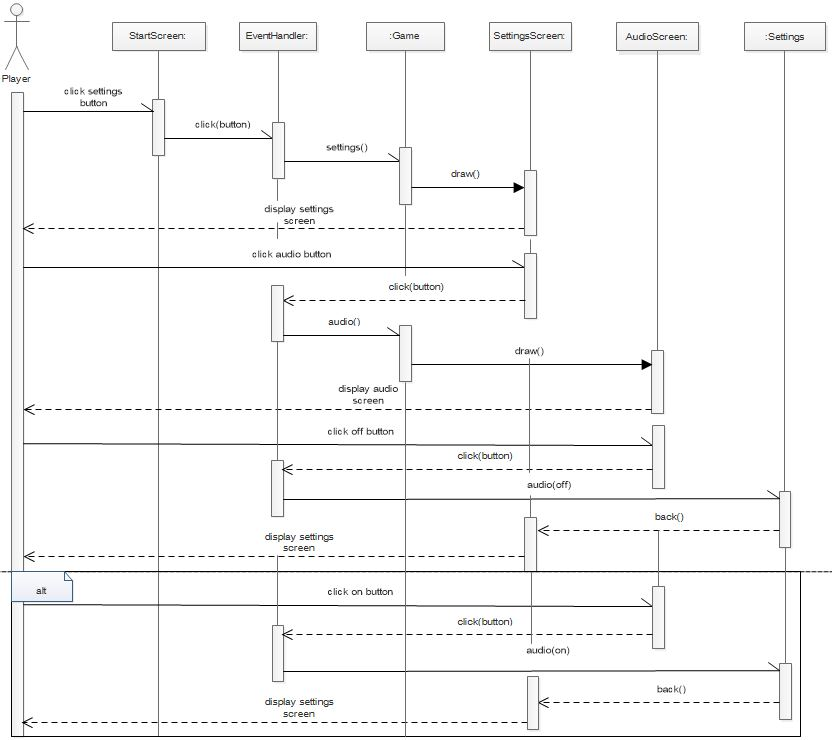 StartScreen:
EventHandler:
:Game
SettingsScreen:
AudioScreen:
:Settings
Player
click settings
button
click(button)
settings()
draw()
display settings
screen
click audio button
click(button)
audio()
draw()
display audio
screen
click off button
click(button)
audio(off)
back()
display settings
screen
alt
click on button
click(button)
audio(on)
back()
display settings
screen